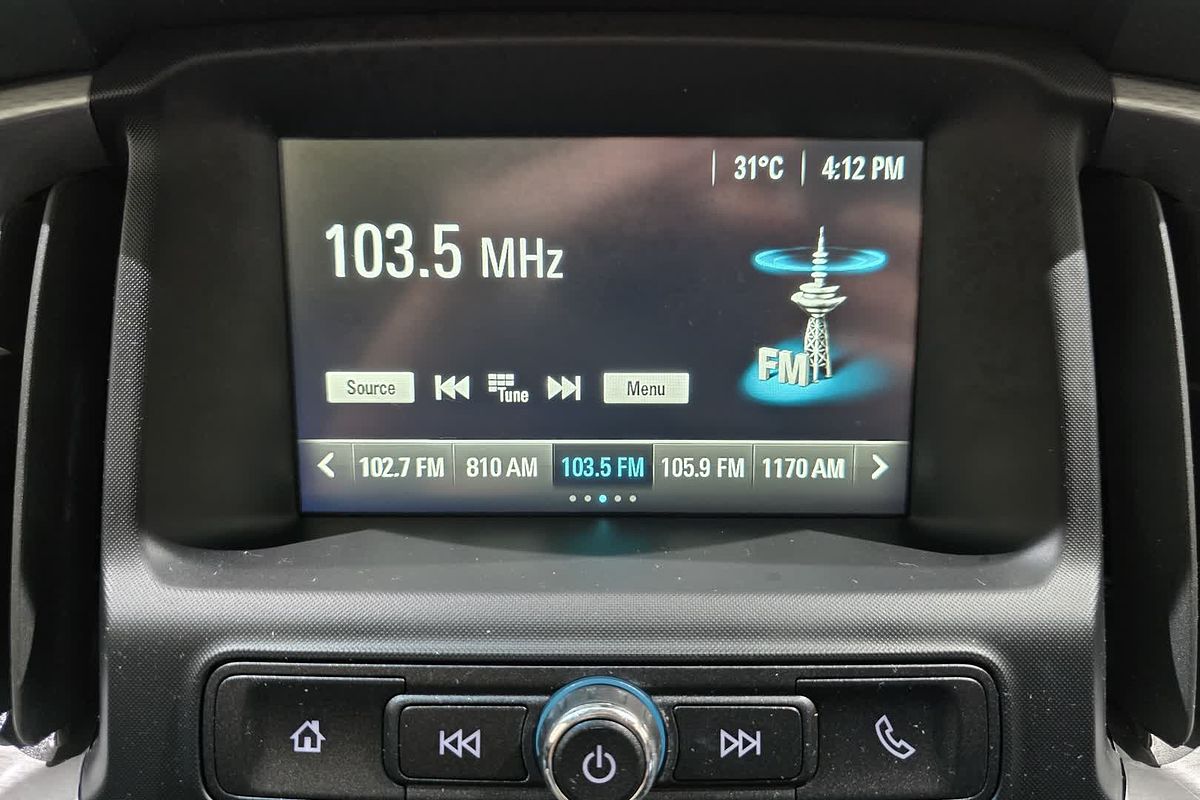 31°C 4:12 PM
103.5 MHz
FM
Source Tune Menu
102.7 FM 810 AM 103.5 FM 105.9 FM 1170 AM